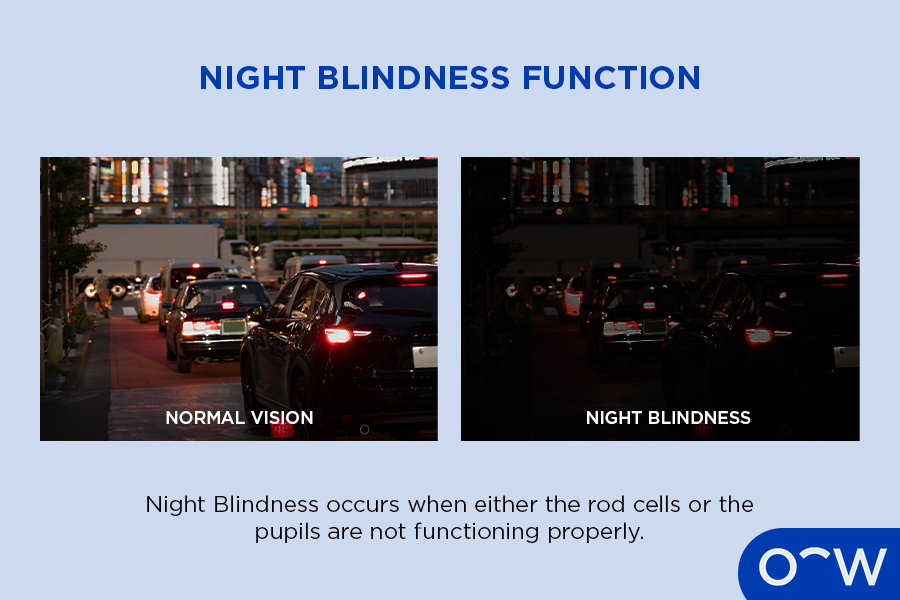 NIGHT BLINDNESS FUNCTION
NORMAL VISION
NIGHT BLINDNESS
Night Blindness occurs when either the rod cells or the
pupils are not functioning properly.
OOW